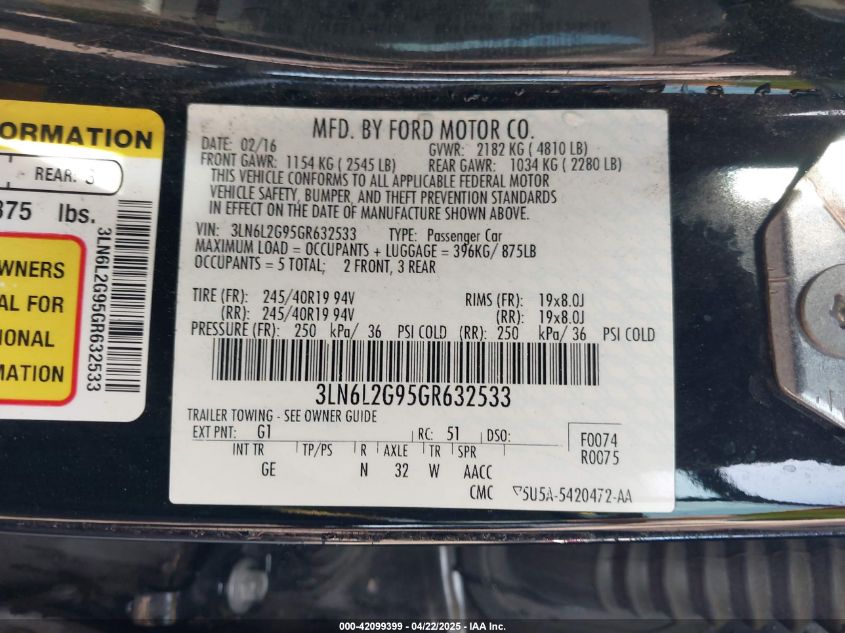 ORMATION
REAR: 3
875 lbs.
WNERS
AL FOR
IONAL
MATION
3LN6L2G95GR632533
MFD. BY FORD MOTOR CO.
DATE: 02/16 GVWR: 2182 KG ( 4810 LB)
FRONT GAWR: 1154 KG ( 2545 LB) REAR GAWR: 1034 KG ( 2280 LB)
THIS VEHICLE CONFORMS TO ALL APPLICABLE FEDERAL MOTOR
VEHICLE SAFETY, BUMPER, AND THEFT PREVENTION STANDARDS
IN EFFECT ON THE DATE OF MANUFACTURE SHOWN ABOVE.
VIN: 3LN6L2G95GR632533 TYPE: Passenger Car
MAXIMUM LOAD = OCCUPANTS + LUGGAGE = 396KG/ 875LB
OCCUPANTS = 5 TOTAL; 2 FRONT, 3 REAR
TIRE (FR): 245/40R19 94V RIMS (FR): 19x8.0J
(RR): 245/40R19 94V (RR): 19x8.0J
PRESSURE (FR): 250 kPa/ 36 PSI COLD (RR): 250 kPa/ 36 PSI COLD
3LN6L2G95GR632533
TRAILER TOWING - SEE OWNER GUIDE
EXT PNT: G1 RC: 51 DSO: F0074
R0075
INT TR TP/PS R AXLE TR SPR
GE N 32 W AACC
CMC 5U5A-5420472-AA
000-42099399 | 04/22/2025 - IAA Inc.